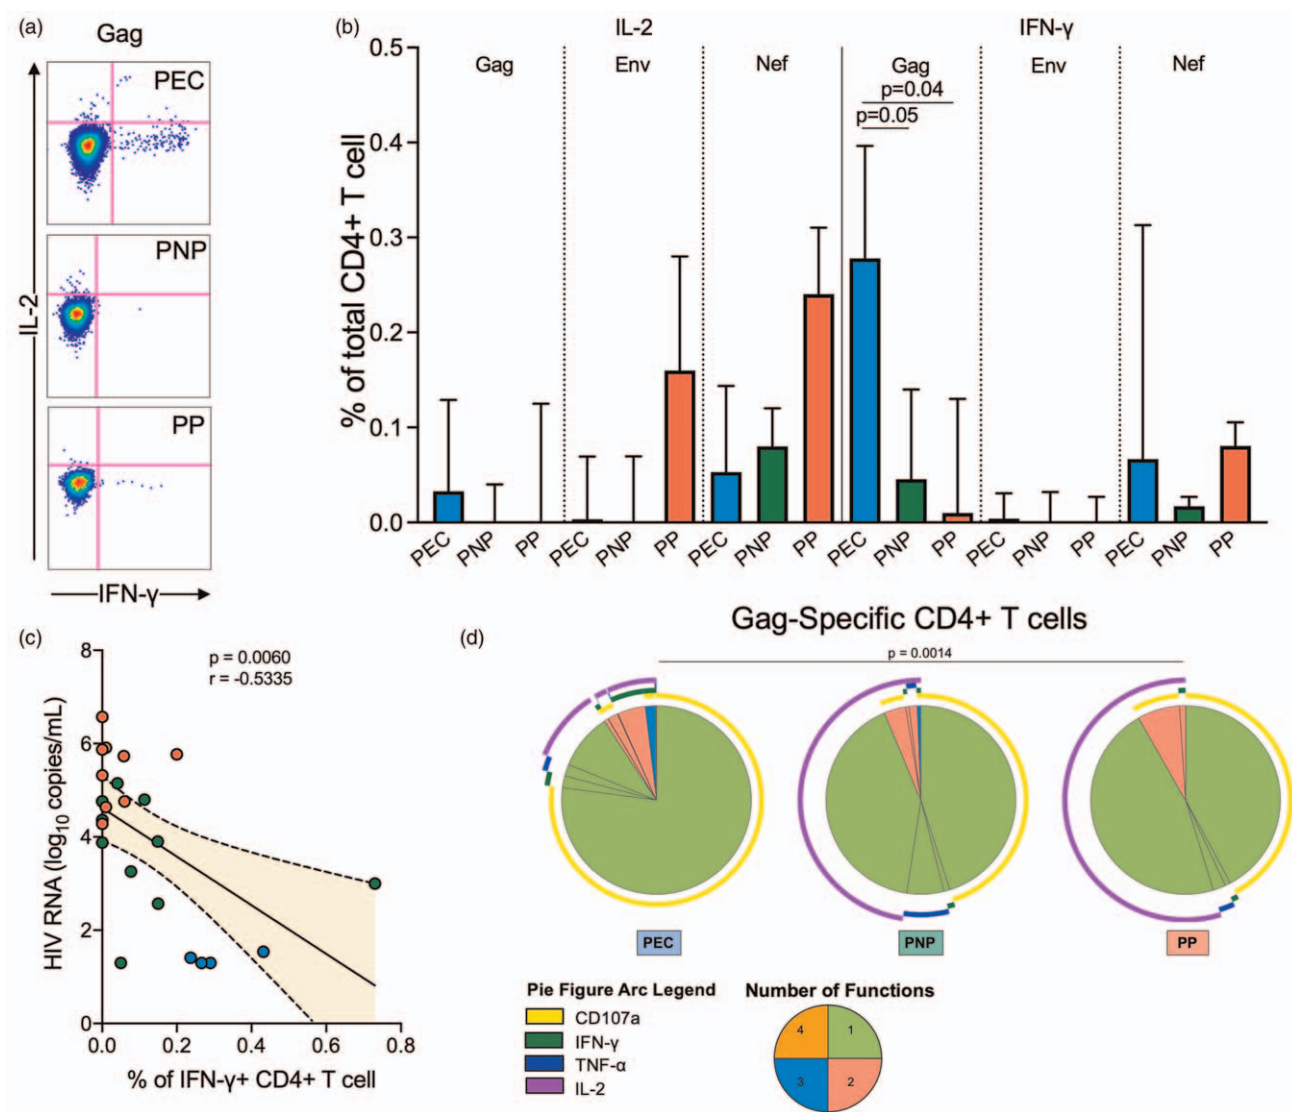 (a)
Gag
PEC
PNP
PP
IL-2
IFN-γ
(b)
IL-2
IFN-γ
Gag
Env
Nef
Gag
Env
Nef
p=0.04
p=0.05
% of total CD4+ T cell
0.5
0.4
0.3
0.2
0.1
0.0
PEC PNP PP PEC PNP PP PEC PNP PP PEC PNP PP PEC PNP PP PEC PNP PP
(c)
p = 0.0060
r = -0.5335
HIV RNA (log10 copies/mL)
8
6
4
2
0
0.0 0.2 0.4 0.6 0.8
% of IFN-γ+ CD4+ T cell
(d)
Gag-Specific CD4+ T cells
p = 0.0014
PEC
PNP
PP
Pie Figure Arc Legend
CD107a
IFN-γ
TNF-α
IL-2
Number of Functions
4
1
3
2